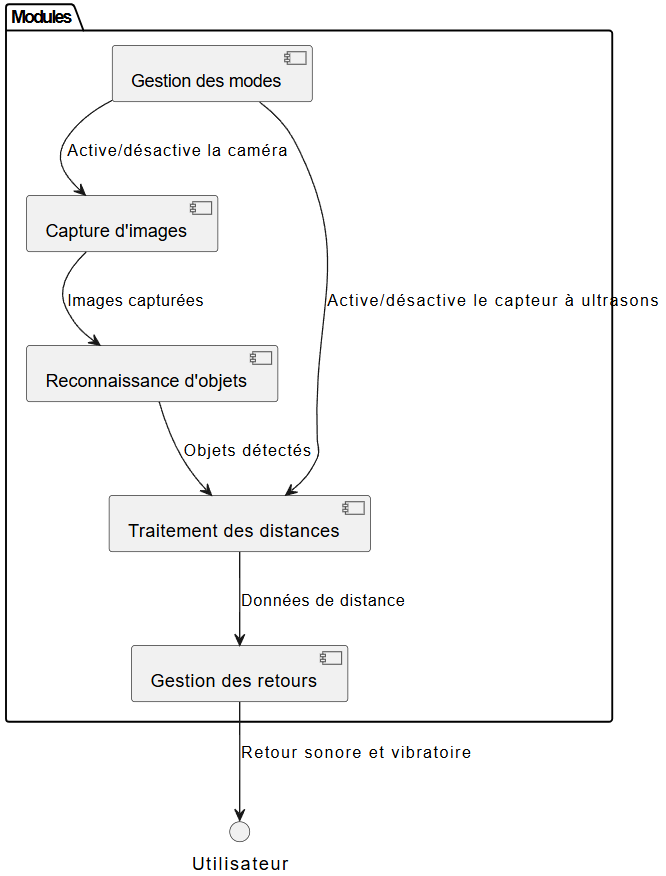 Modules
Gestion des modes
Active/désactive la caméra
Capture d'images
Images capturées
Active/désactive le capteur à ultrasons
Reconnaissance d'objets
Objets détectés
Traitement des distances
Données de distance
Gestion des retours
Retour sonore et vibratoire
Utilisateur